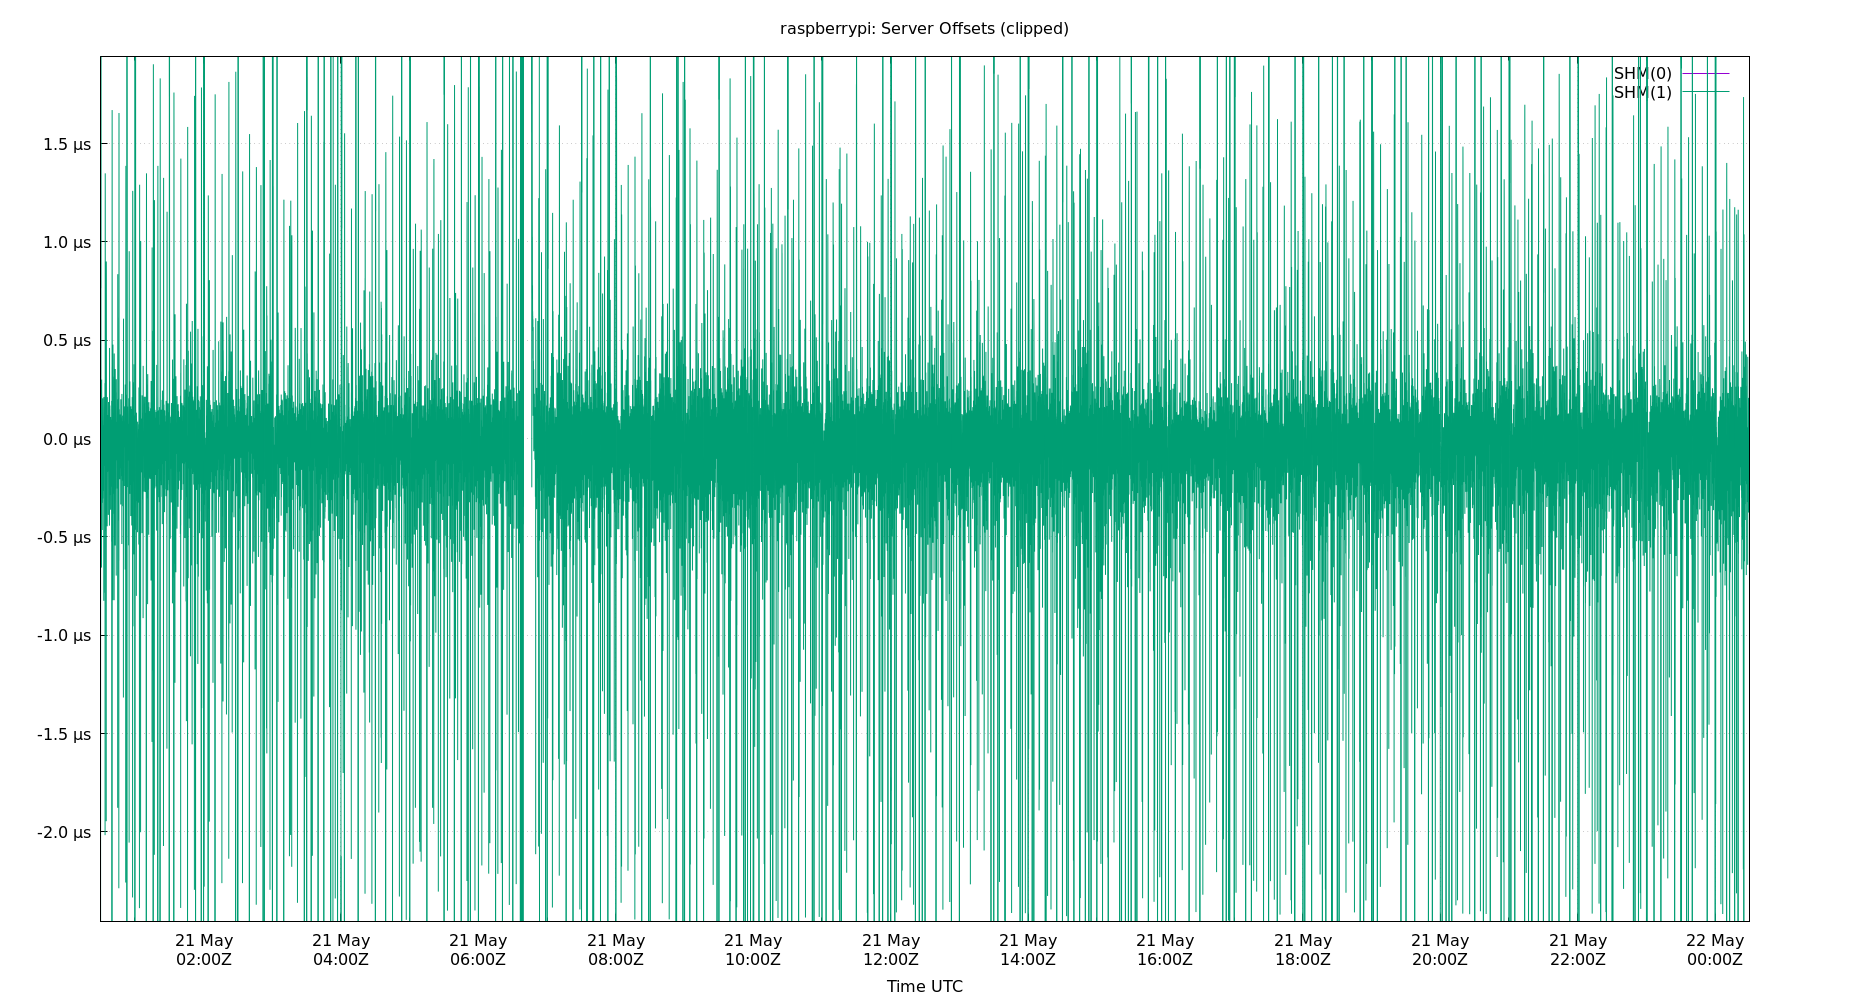 raspberrypi: Server Offsets (clipped)
SHM(0)
SHM(1)
1.5 µs
1.0 µs
0.5 µs
0.0 µs
-0.5 µs
-1.0 µs
-1.5 µs
-2.0 µs
21 May 21 May 21 May 21 May 21 May 21 May 21 May 21 May 21 May 21 May 21 May 22 May
02:00Z 04:00Z 06:00Z 08:00Z 10:00Z 12:00Z 14:00Z 16:00Z 18:00Z 20:00Z 22:00Z 00:00Z
Time UTC